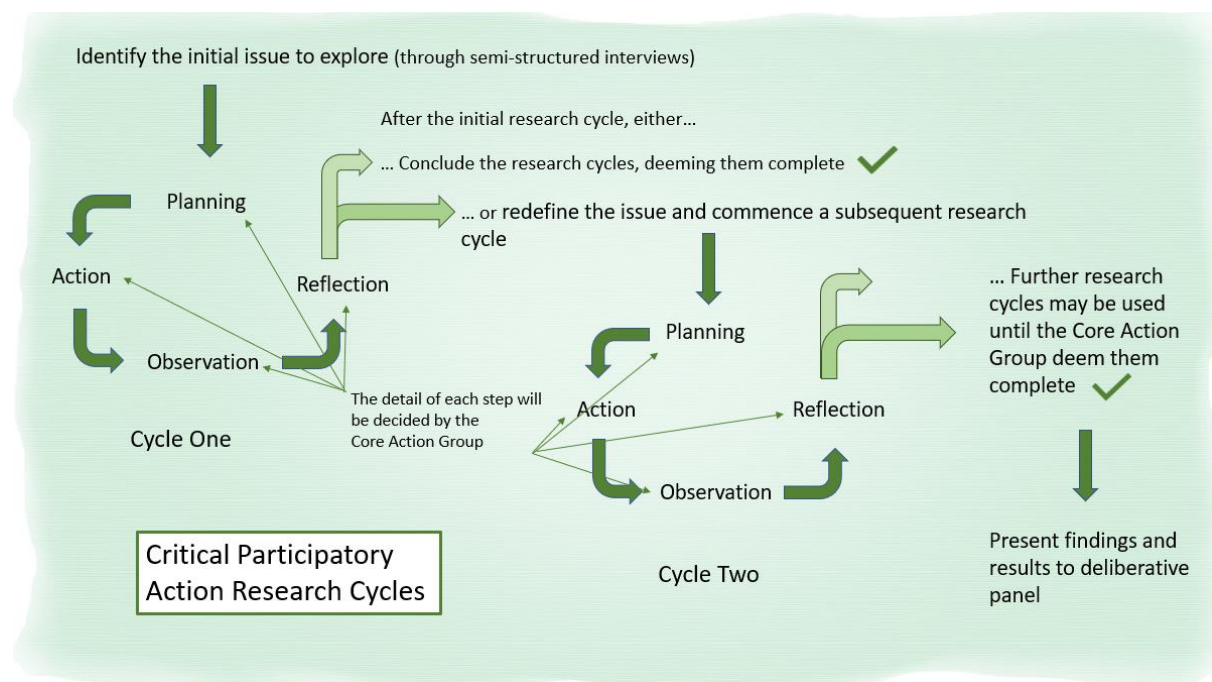 Identify the initial issue to explore (through semi-structured interviews)
After the initial research cycle, either…
… Conclude the research cycles, deeming them complete
… or redefine the issue and commence a subsequent research
cycle
Planning
Action
Reflection
Observation
The detail of each step will
be decided by the
Core Action Group
Cycle One
Planning
Action
Reflection
Observation
Cycle Two
… Further research
cycles may be used
until the Core Action
Group deem them
complete
Present findings and
results to deliberative
panel
Critical Participatory
Action Research Cycles